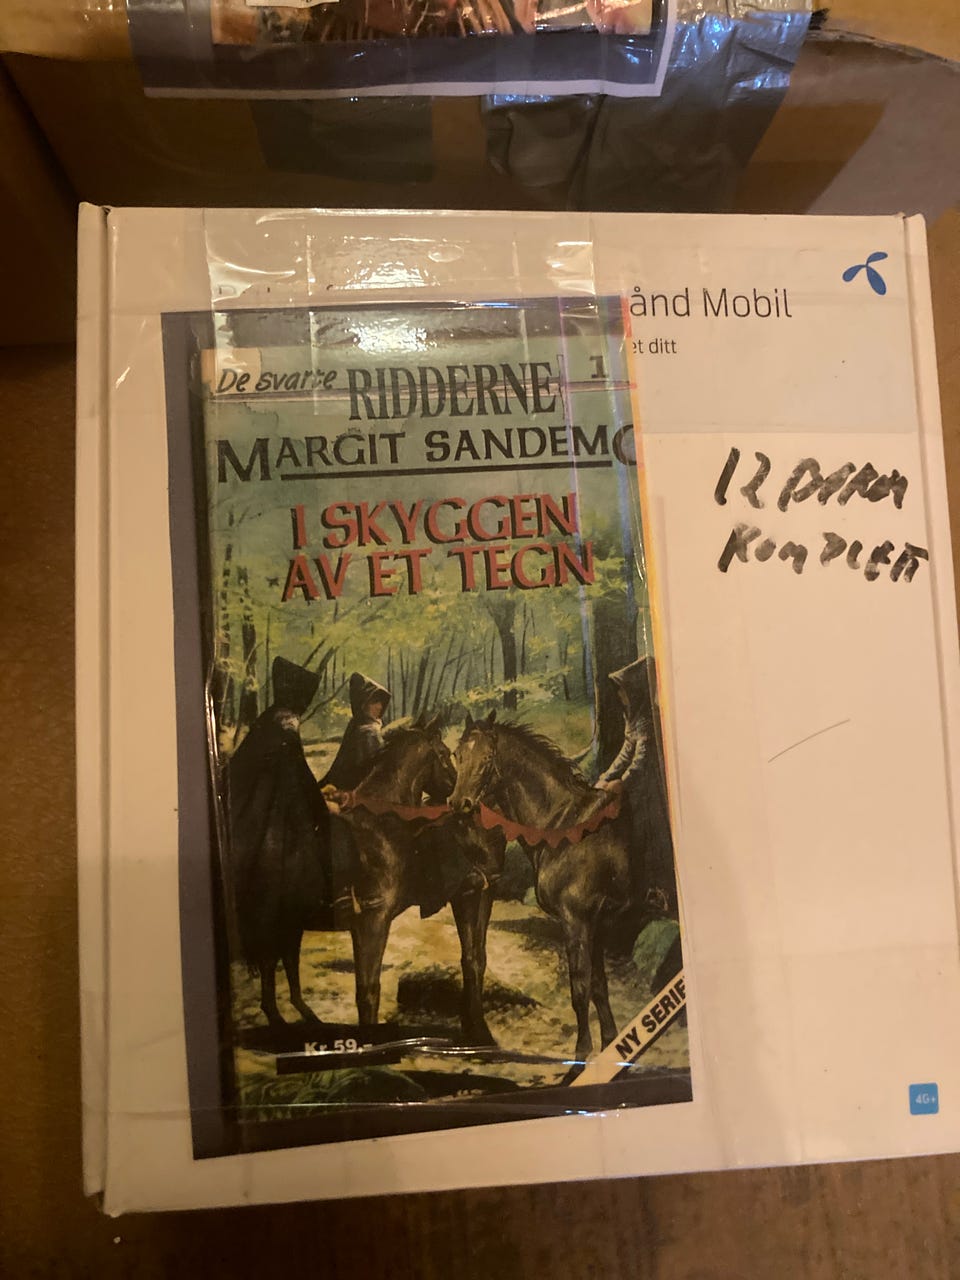 ånd Mobil
et ditt
De svarte RIDDERNE 1
MARGIT SANDEMO
I SKYGGEN
AV ET TEGN
12 
KOMPLETT
Kr 59,-
NY SERIE
4G+